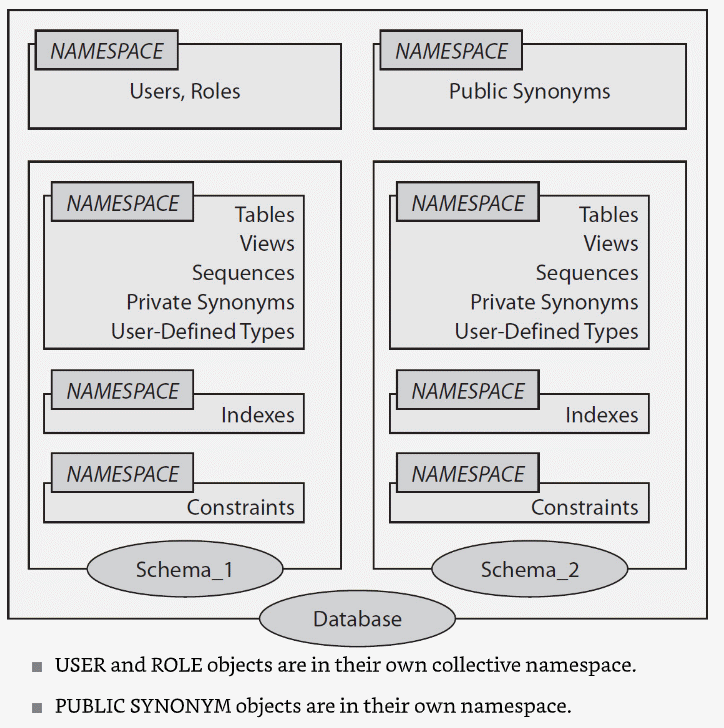 NAMESPACE
Users, Roles
NAMESPACE
Public Synonyms
NAMESPACE
Tables
Views
Sequences
Private Synonyms
User-Defined Types
NAMESPACE
Indexes
NAMESPACE
Constraints
Schema_1
NAMESPACE
Tables
Views
Sequences
Private Synonyms
User-Defined Types
NAMESPACE
Indexes
NAMESPACE
Constraints
Schema_2
Database
USER and ROLE objects are in their own collective namespace.
PUBLIC SYNONYM objects are in their own namespace.